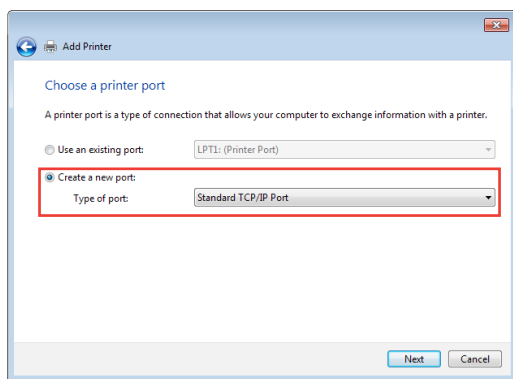 Add Printer
Choose a printer port
A printer port is a type of connection that allows your computer to exchange information with a printer.
Use an existing port: LPT1: (Printer Port)
Create a new port:
Type of port: Standard TCP/IP Port
Next Cancel